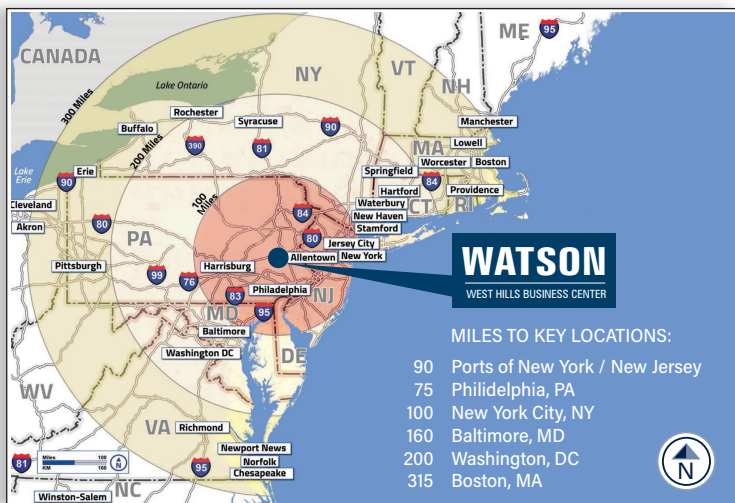 CANADA
ME
95
NY
VT
NH
Lake Ontario
300 Miles
Rochester
Manchester
Buffalo
Syracuse
90
Lowell
200 Miles
390
81
MA
Worcester
Boston
Lake
Erie
Erie
Springfield
90
100
Miles
84
Hartford
Providence
Cleveland
Waterbury
CT
RI
Akron
80
84
New Haven
Stamford
PA
80
Jersey City
Pittsburgh
99
76
Harrisburg
Allentown
New York
83
Philadelphia
NJ
MD
95
Baltimore
DE
Washington DC
WV
VA
Richmond
Newport News
81
Miles
100
KM
160
N
95
Norfolk
Chesapeake
NC
Winston-Salem
WATSON
WEST HILLS BUSINESS CENTER
MILES TO KEY LOCATIONS:
90 Ports of New York / New Jersey
75 Philidelphia, PA
100 New York City, NY
160 Baltimore, MD
200 Washington, DC
315 Boston, MA
N